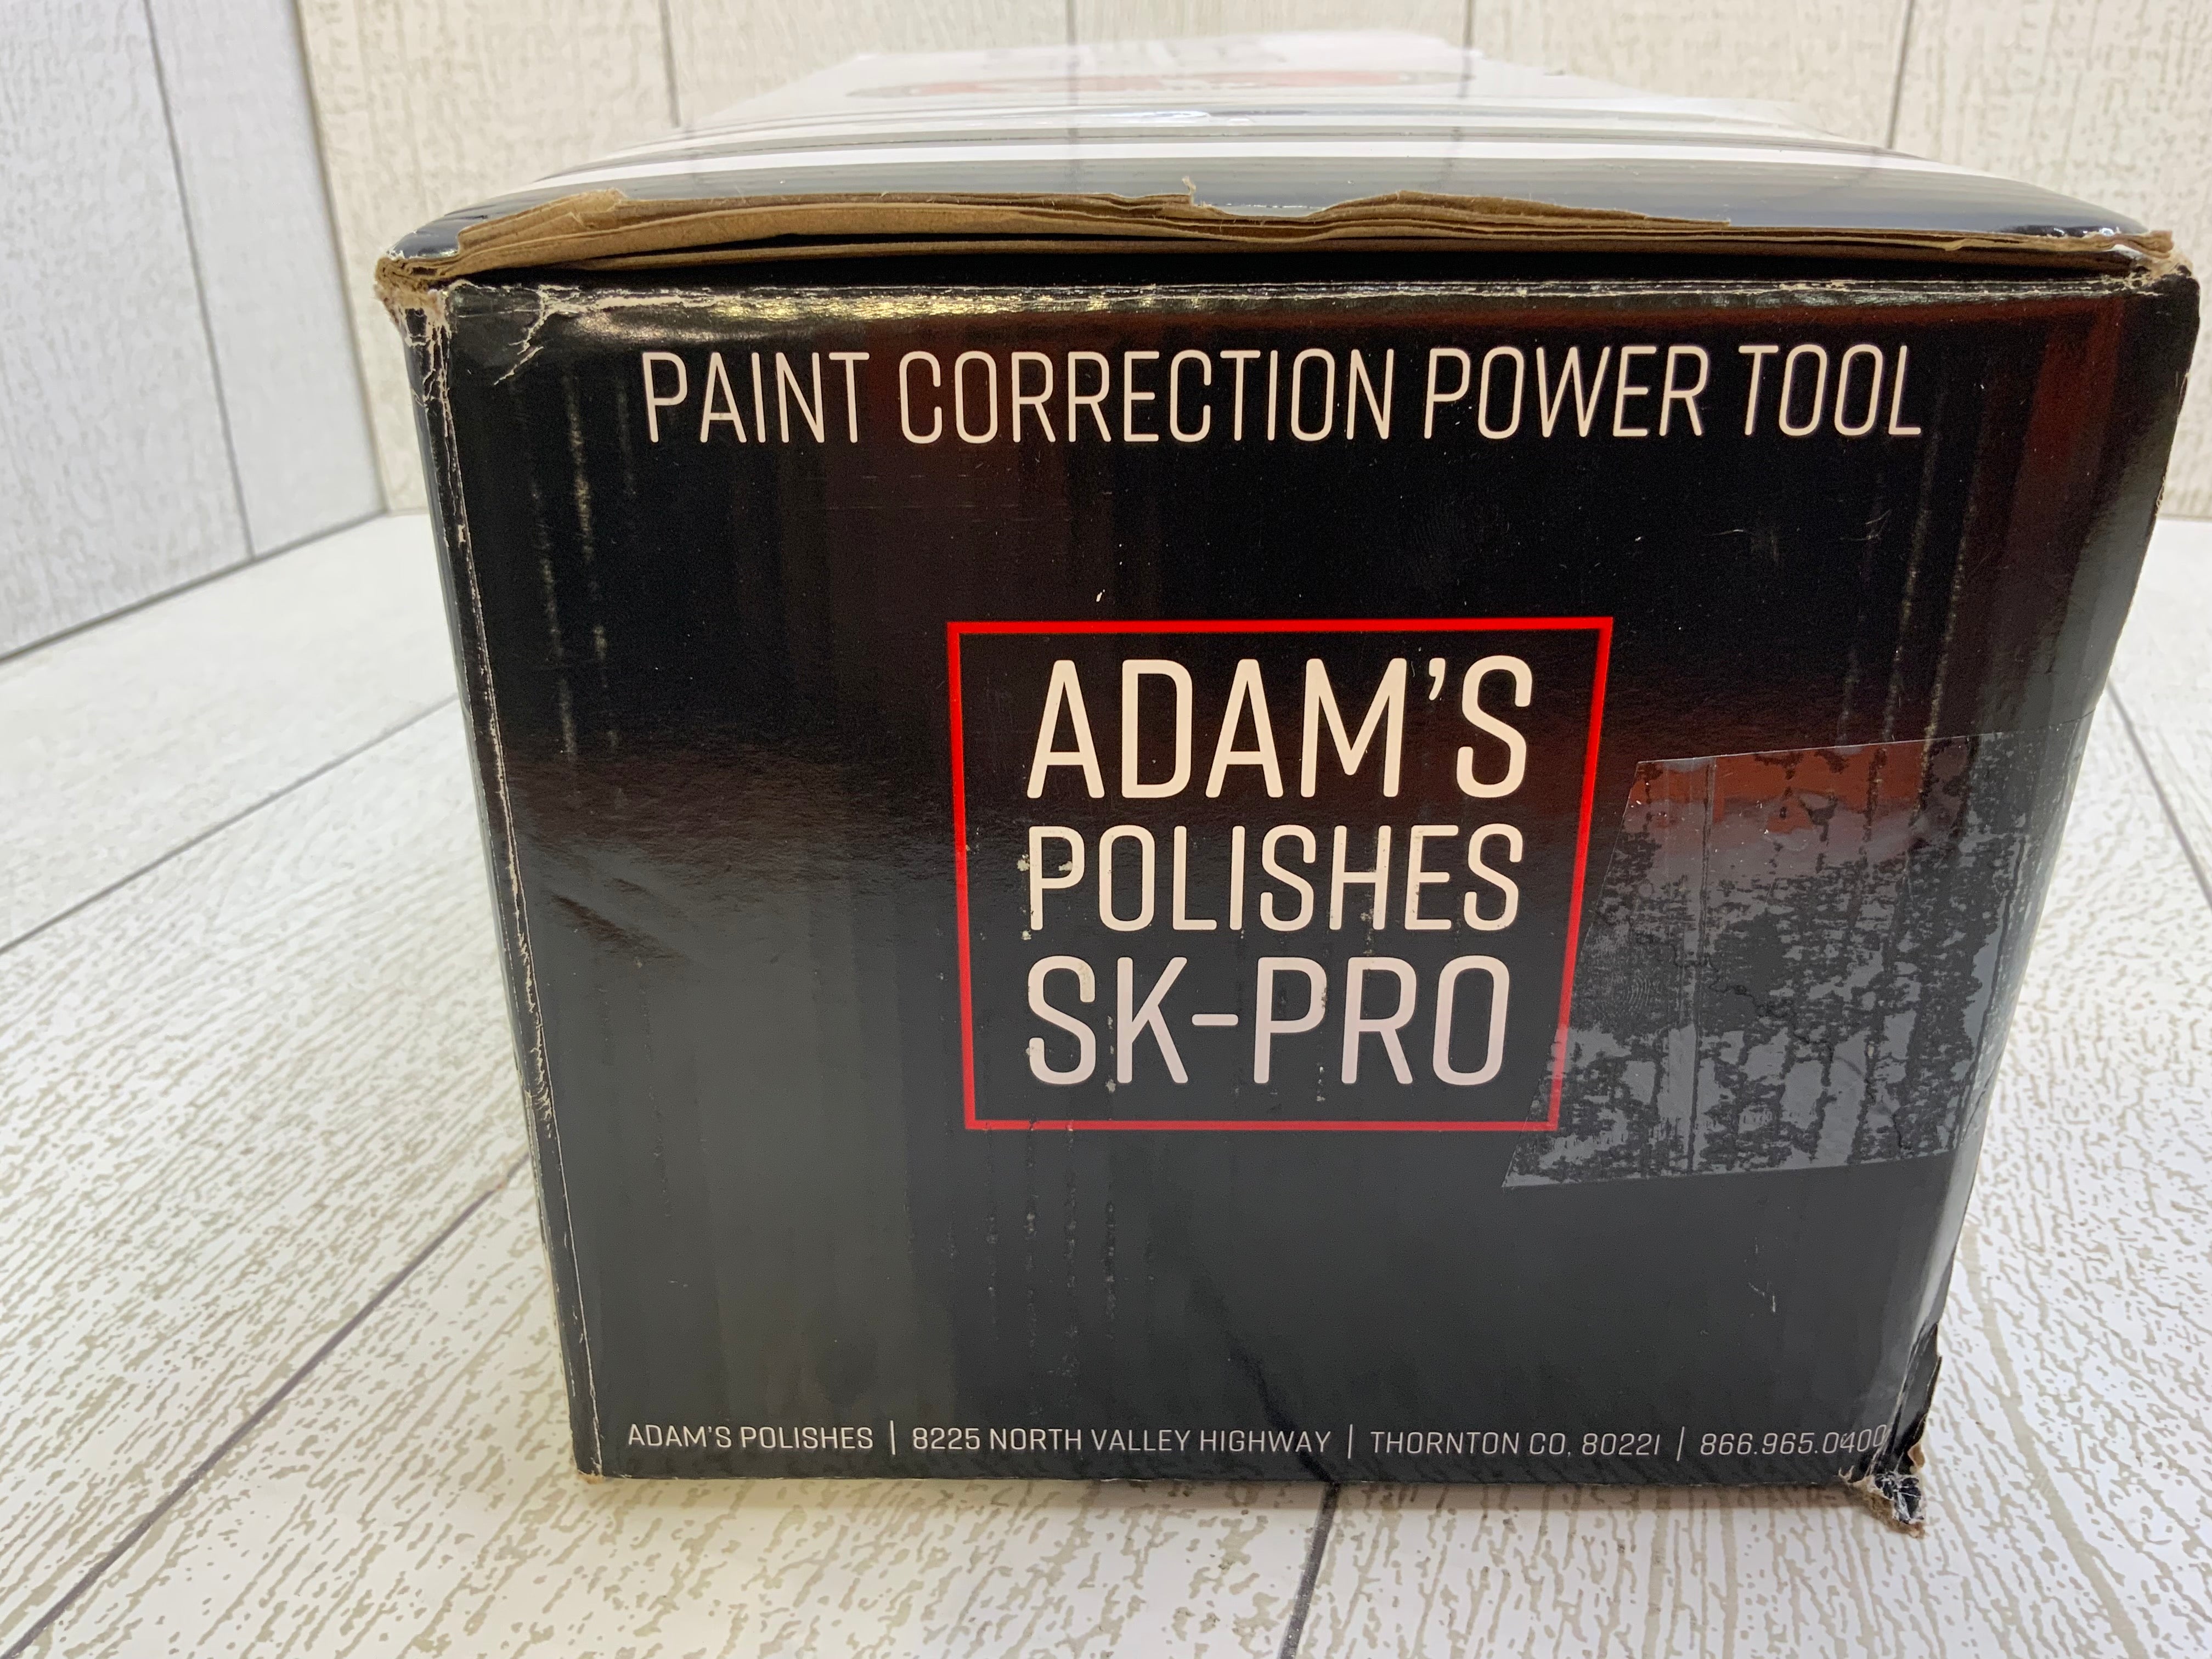 PAINT CORRECTION POWER TOOL
ADAM'S
POLISHES
SK-PRO
ADAM'S POLISHES | 8225 NORTH VALLEY HIGHWAY | THORNTON CO, 80221 | 866.965.0400